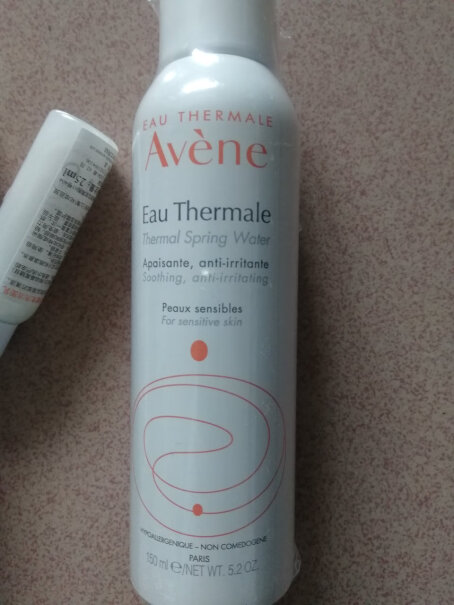 EAU THERMALE
Avène
Eau Thermale
Thermal Spring Water
Apaisante, anti-irritante
Soothing, anti-irritating
Peaux sensibles
For sensitive skin
HYPOALLERGENIQUE – NON COMEDOGENE
PARIS
150 ml e/NET WT. 5.2 OZ.
25ml